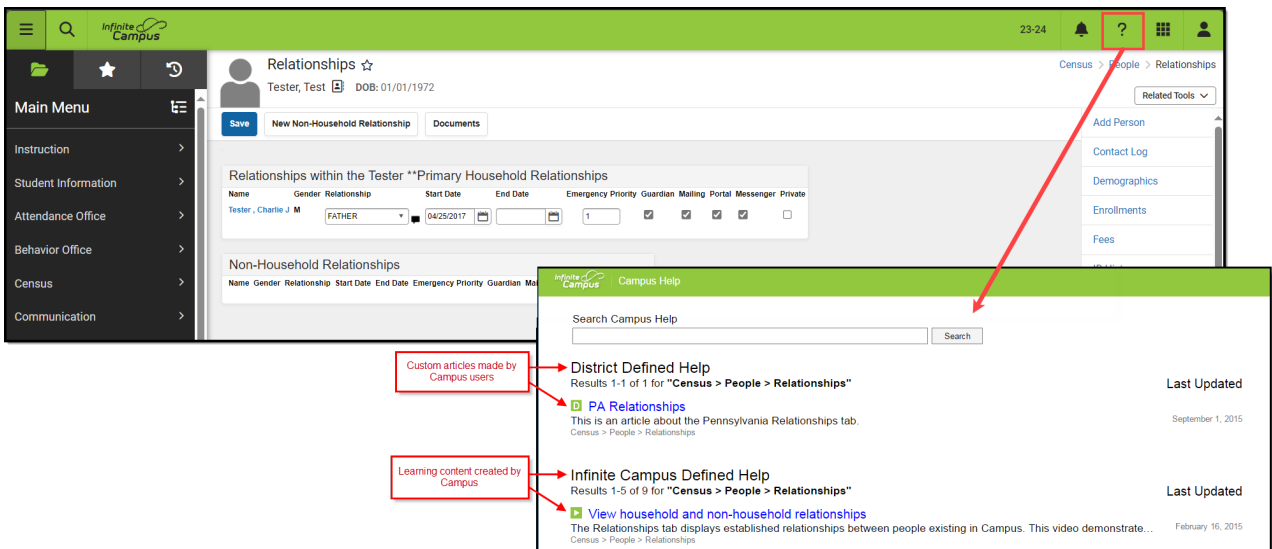 Infinite Campus
23-24
?
Main Menu
Instruction
Student Information
Attendance Office
Behavior Office
Census
Communication
Relationships
Tester, Test DOB: 01/01/1972
Census > People > Relationships
Related Tools
Save New Non-Household Relationship Documents
Add Person
Contact Log
Demographics
Enrollments
Fees
Relationships within the Tester **Primary Household Relationships
Name Gender Relationship Start Date End Date Emergency Priority Guardian Mailing Portal Messenger Private
Tester , Charlie J M FATHER 04/25/2017 1
Non-Household Relationships
Name Gender Relationship Start Date End Date Emergency Priority Guardian
Infinite Campus Campus Help
Search Campus Help
Search
Custom articles made by
Campus users
District Defined Help
Results 1-1 of 1 for "Census > People > Relationships" Last Updated
D PA Relationships
This is an article about the Pennsylvania Relationships tab. September 1, 2015
Census > People > Relationships
Learning content created by
Campus
Infinite Campus Defined Help
Results 1-5 of 9 for "Census > People > Relationships" Last Updated
View household and non-household relationships
The Relationships tab displays established relationships between people existing in Campus. This video demonstrate... February 16, 2015
Census > People > Relationships